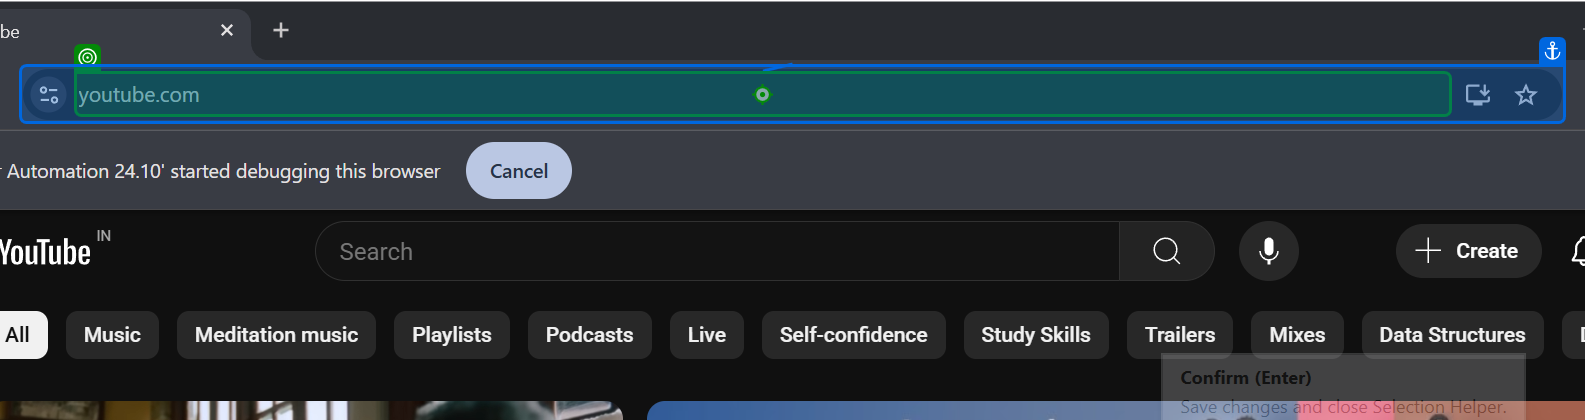 be
youtube.com
Automation 24.10' started debugging this browser
Cancel
YouTube IN
Search
Create
All
Music
Meditation music
Playlists
Podcasts
Live
Self-confidence
Study Skills
Trailers
Mixes
Data Structures
Confirm (Enter)
Save changes and close Selection Helper.